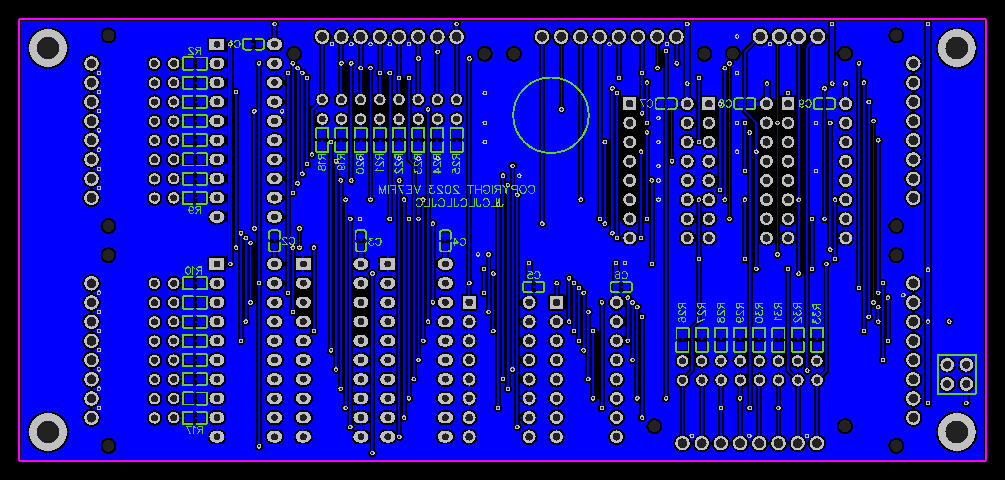 R2
C1
C7
C8
C9
R18 R19 R20 R21 R22 R23 R24 R25
COPYRIGHT 2023 VE7FIM
JLCJLCJLCJLC
R9
C2
C3
C4
R10
C5
C6
R26 R27 R28 R29 R30 R31 R32 R33
R17